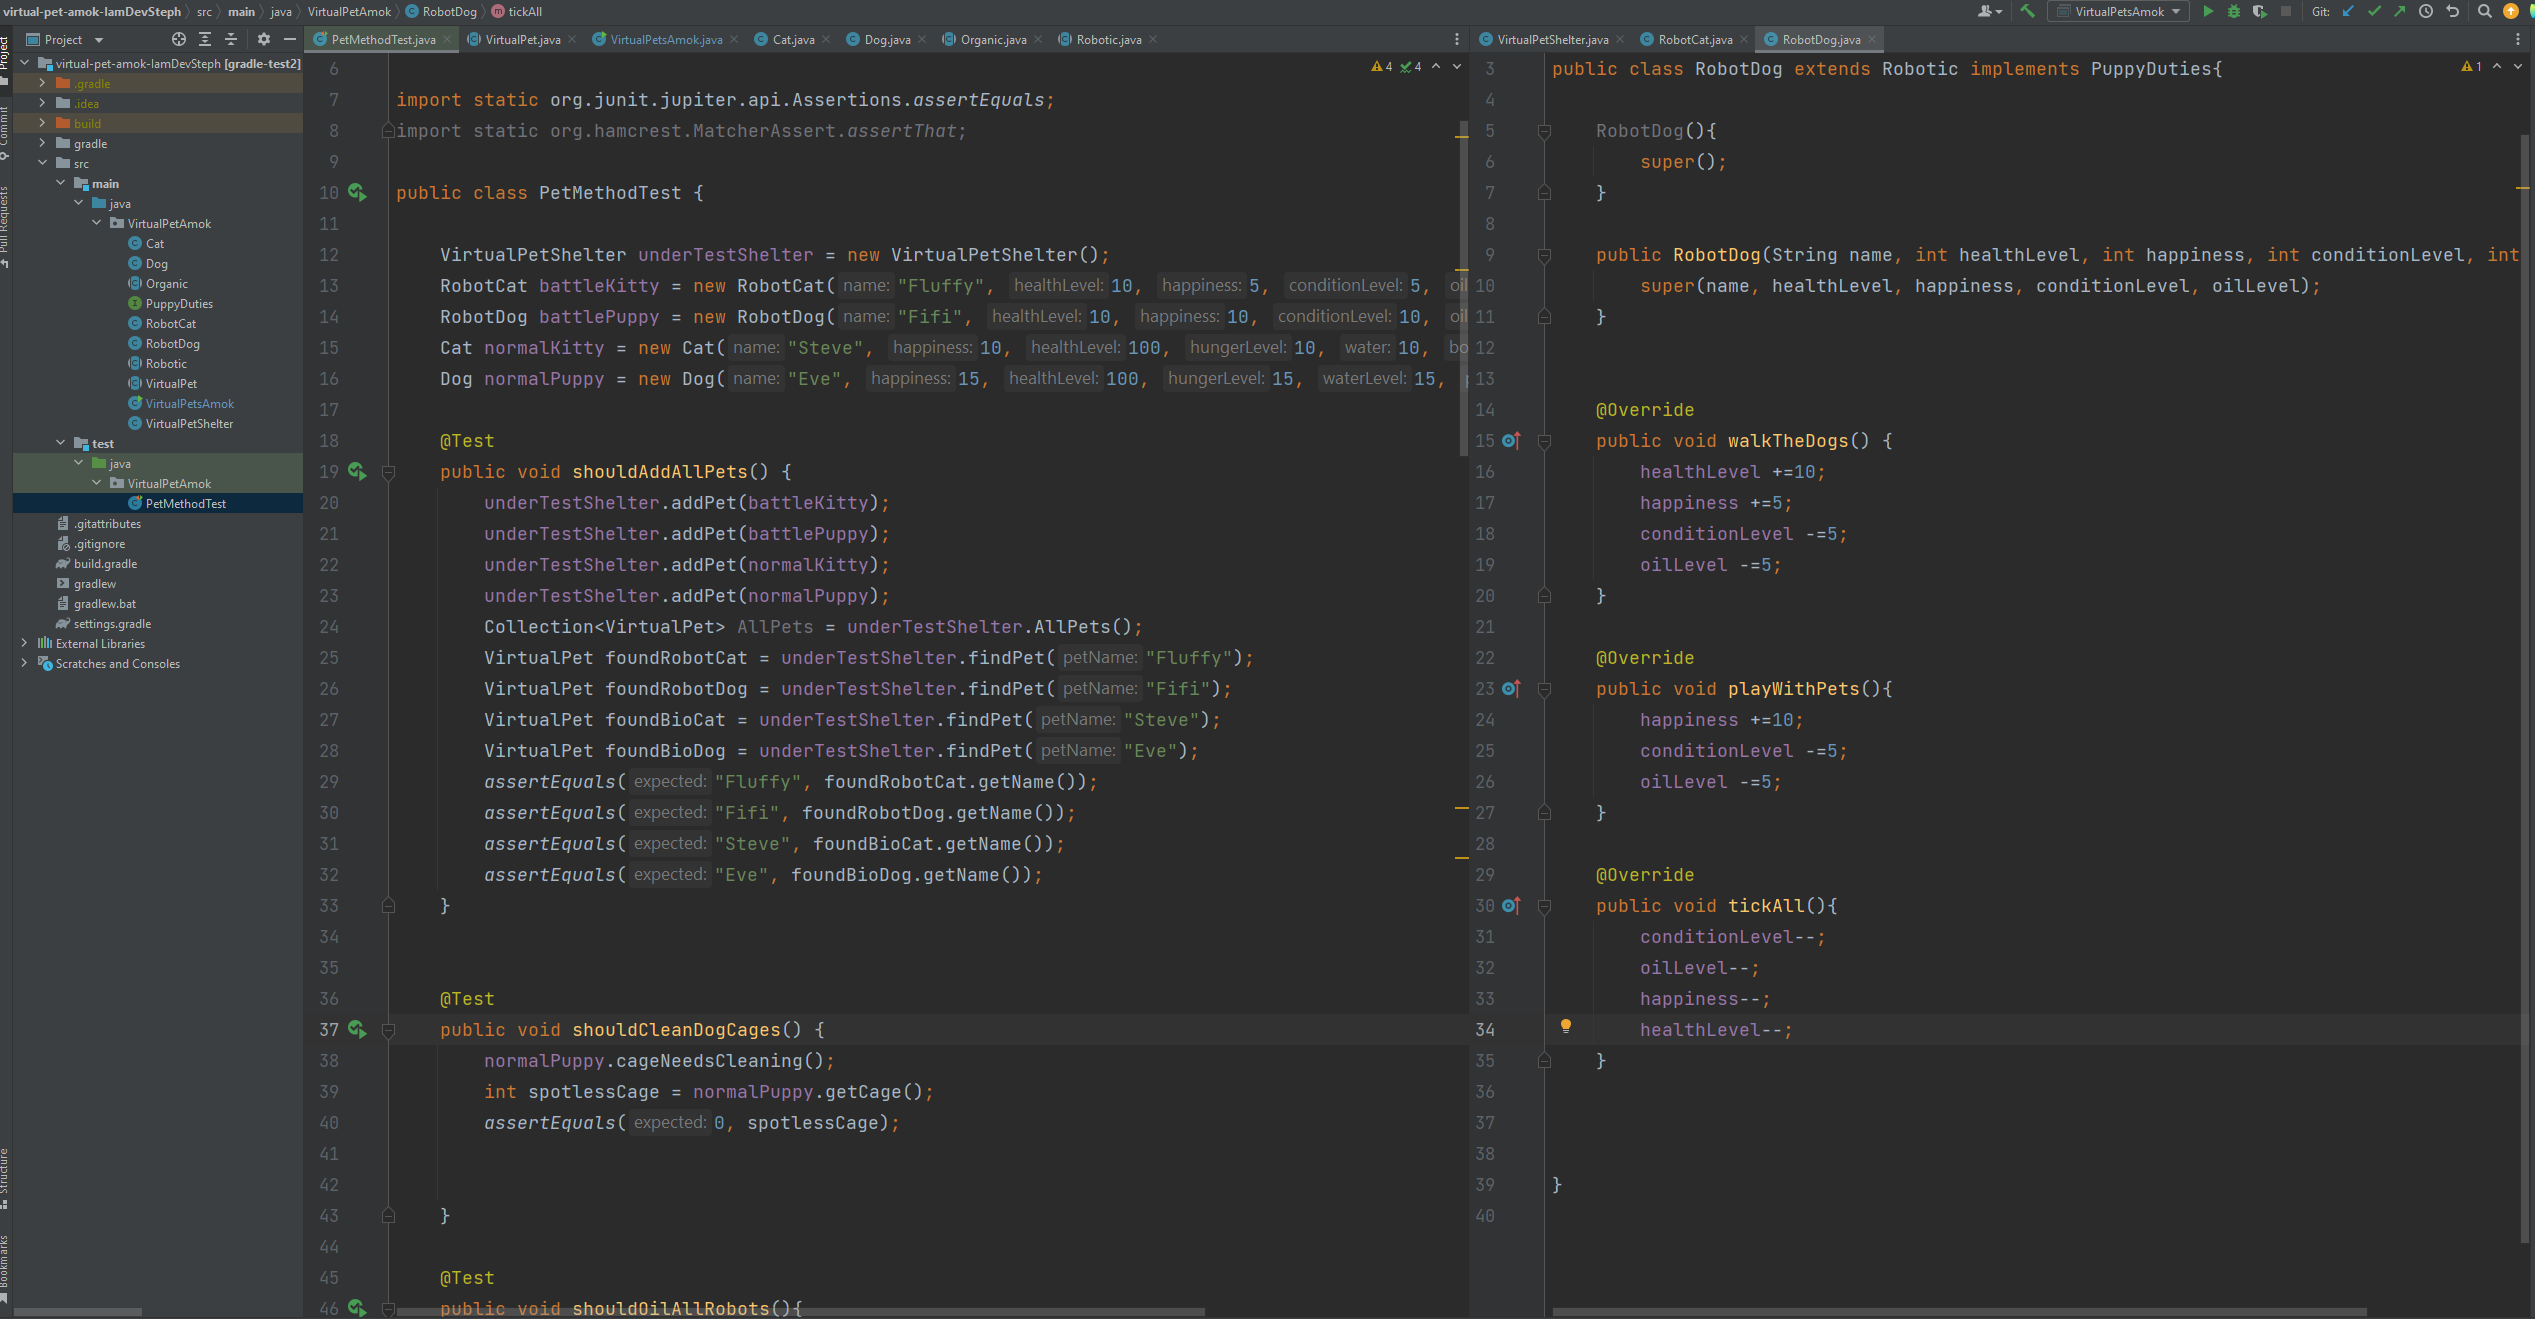 virtual-pet-amok-IamDevSteph src main java VirtualPetAmok RobotDog tickAll
VirtualPetsAmok Git:
Project
PetMethodTest.java VirtualPet.java VirtualPetsAmok.java Cat.java Dog.java Organic.java Robotic.java
VirtualPetShelter.java RobotCat.java RobotDog.java
Project
Commit
Pull Requests
Structure
Bookmarks
virtual-pet-amok-IamDevSteph [gradle-test2]
.gradle
.idea
build
gradle
src
main
java
VirtualPetAmok
Cat
Dog
Organic
PuppyDuties
RobotCat
RobotDog
Robotic
VirtualPet
VirtualPetsAmok
VirtualPetShelter
test
java
VirtualPetAmok
PetMethodTest
.gitattributes
.gitignore
build.gradle
gradlew
gradlew.bat
settings.gradle
External Libraries
Scratches and Consoles
4 4
6
7 import static org.junit.jupiter.api.Assertions.assertEquals;
8 import static org.hamcrest.MatcherAssert.assertThat;
9
10 public class PetMethodTest {
11
12 VirtualPetShelter underTestShelter = new VirtualPetShelter();
13 RobotCat battleKitty = new RobotCat( name: "Fluffy", healthLevel: 10, happiness: 5, conditionLevel: 5, oil
14 RobotDog battlePuppy = new RobotDog( name: "Fifi", healthLevel: 10, happiness: 10, conditionLevel: 10, oil
15 Cat normalKitty = new Cat( name: "Steve", happiness: 10, healthLevel: 100, hungerLevel: 10, water: 10, bo
16 Dog normalPuppy = new Dog( name: "Eve", happiness: 15, healthLevel: 100, hungerLevel: 15, waterLevel: 15,
17
18 @Test
19 public void shouldAddAllPets() {
20 underTestShelter.addPet(battleKitty);
21 underTestShelter.addPet(battlePuppy);
22 underTestShelter.addPet(normalKitty);
23 underTestShelter.addPet(normalPuppy);
24 Collection<VirtualPet> AllPets = underTestShelter.AllPets();
25 VirtualPet foundRobotCat = underTestShelter.findPet( petName: "Fluffy");
26 VirtualPet foundRobotDog = underTestShelter.findPet( petName: "Fifi");
27 VirtualPet foundBioCat = underTestShelter.findPet( petName: "Steve");
28 VirtualPet foundBioDog = underTestShelter.findPet( petName: "Eve");
29 assertEquals( expected: "Fluffy", foundRobotCat.getName());
30 assertEquals( expected: "Fifi", foundRobotDog.getName());
31 assertEquals( expected: "Steve", foundBioCat.getName());
32 assertEquals( expected: "Eve", foundBioDog.getName());
33 }
34
35
36 @Test
37 public void shouldCleanDogCages() {
38 normalPuppy.cageNeedsCleaning();
39 int spotlessCage = normalPuppy.getCage();
40 assertEquals( expected: 0, spotlessCage);
41
42
43 }
44
45 @Test
46 public void shouldOilAllRobots(){
1
3 public class RobotDog extends Robotic implements PuppyDuties{
4
5 RobotDog(){
6 super();
7 }
8
9 public RobotDog(String name, int healthLevel, int happiness, int conditionLevel, int
10 super(name, healthLevel, happiness, conditionLevel, oilLevel);
11 }
12
13
14 @Override
15 public void walkTheDogs() {
16 healthLevel +=10;
17 happiness +=5;
18 conditionLevel -=5;
19 oilLevel -=5;
20 }
21
22 @Override
23 public void playWithPets(){
24 happiness +=10;
25 conditionLevel -=5;
26 oilLevel -=5;
27 }
28
29 @Override
30 public void tickAll(){
31 conditionLevel--;
32 oilLevel--;
33 happiness--;
34 healthLevel--;
35 }
36
37
38
39 }
40